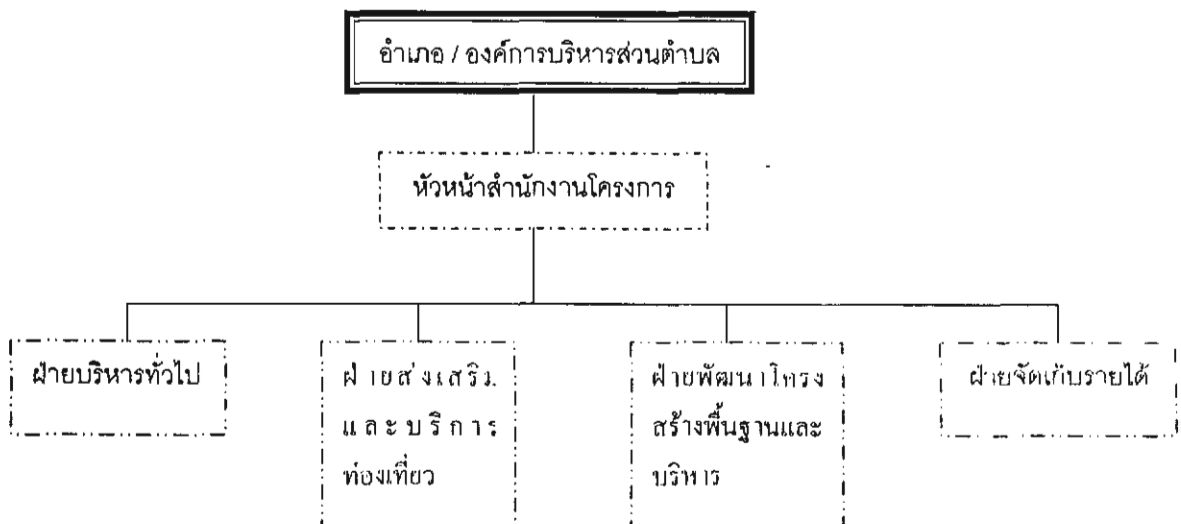 อำเภอ / องค์การบริหารส่วนตำบล
หัวหน้าสำนักงานโครงการ
ฝ่ายบริหารทั่วไป
ฝ่ายส่งเสริม
และบริการ
ท่องเที่ยว
ฝ่ายพัฒนาโครง
สร้างพื้นฐานและ
บริหาร
ฝ่ายจัดเก็บรายได้